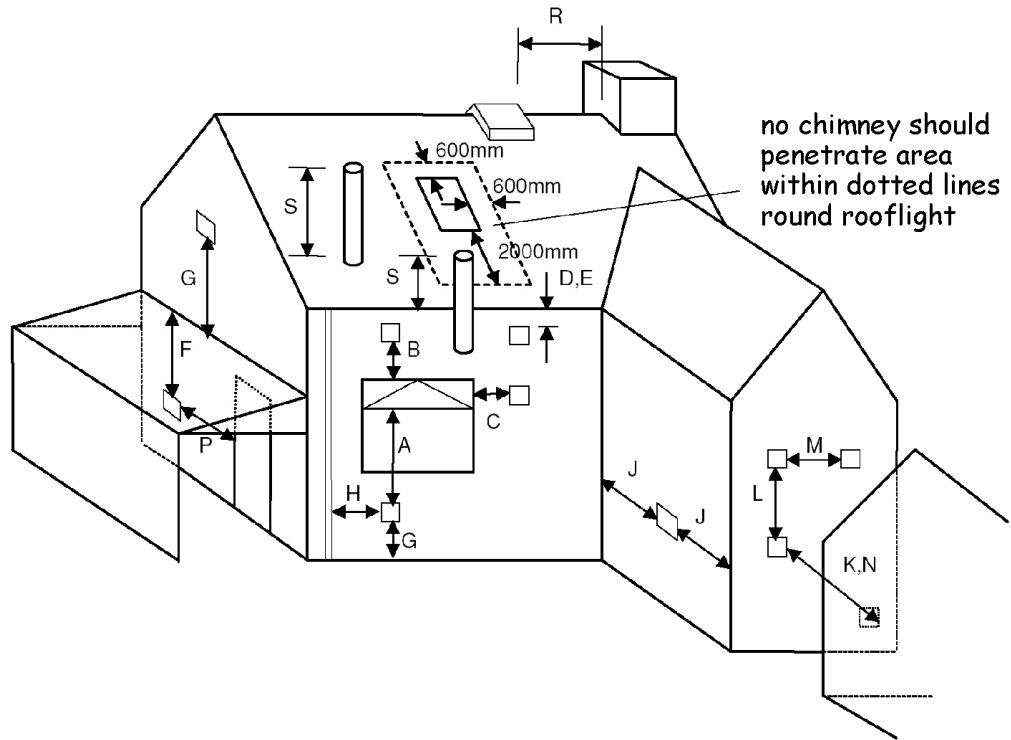 R
no chimney should
penetrate area
within dotted lines
round rooflight
600mm
600mm
S
2000mm
S
D,E
G
F
B
C
A
P
H
G
J
J
M
L
K,N